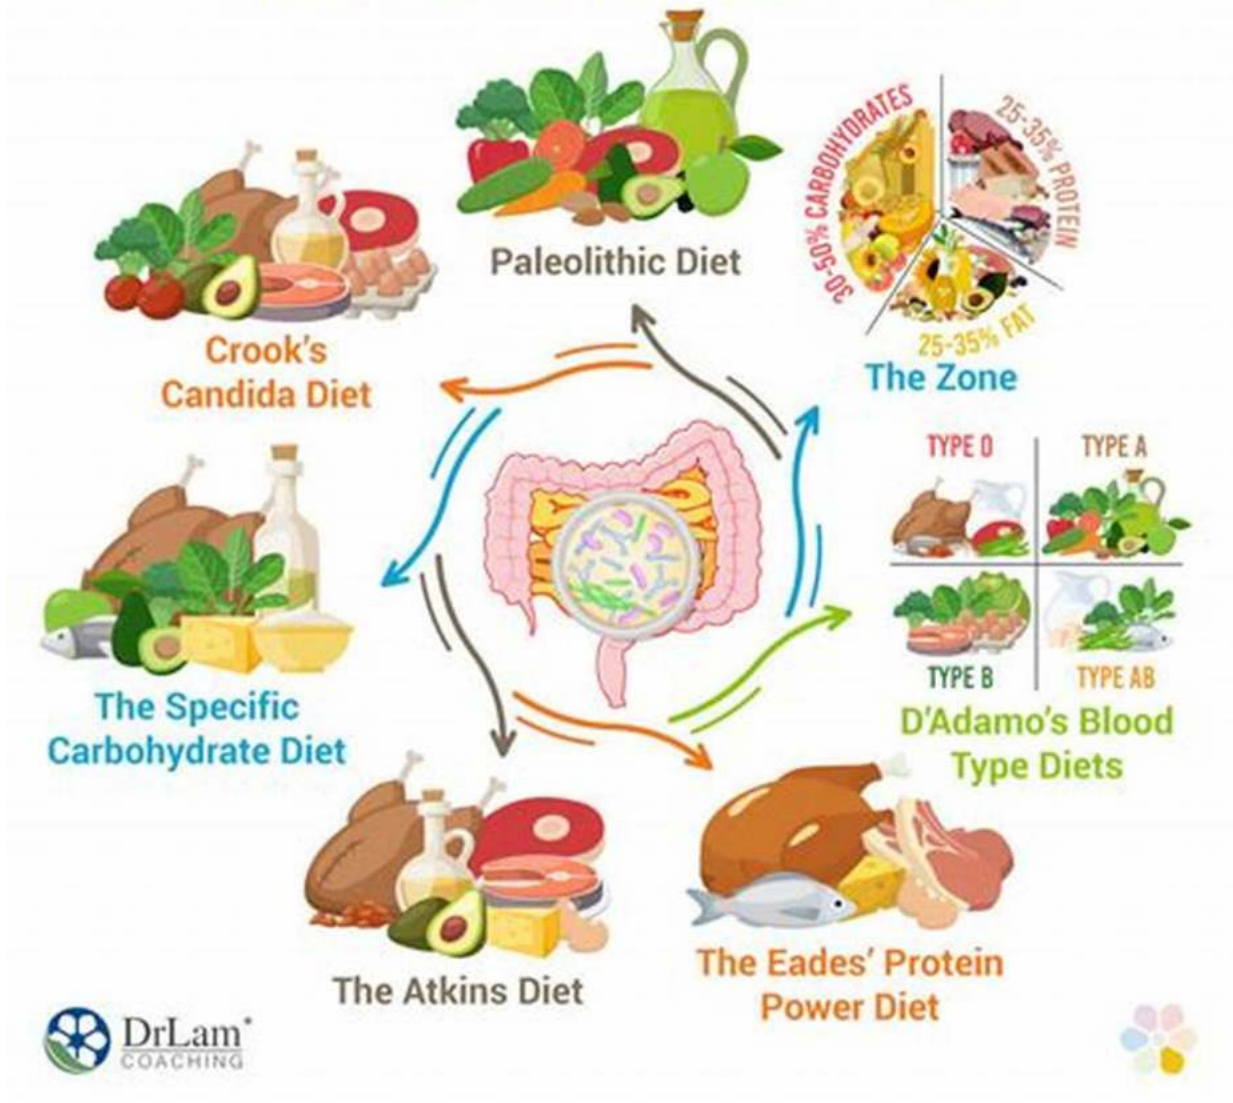 Paleolithic Diet
30-50% CARBOHYDRATES
25-35% PROTEIN
25-35% FAT
The Zone
Crook's
Candida Diet
TYPE O
TYPE A
TYPE B
TYPE AB
D'Adamo's Blood
Type Diets
The Specific
Carbohydrate Diet
The Atkins Diet
The Eades' Protein
Power Diet
DrLam
COACHING